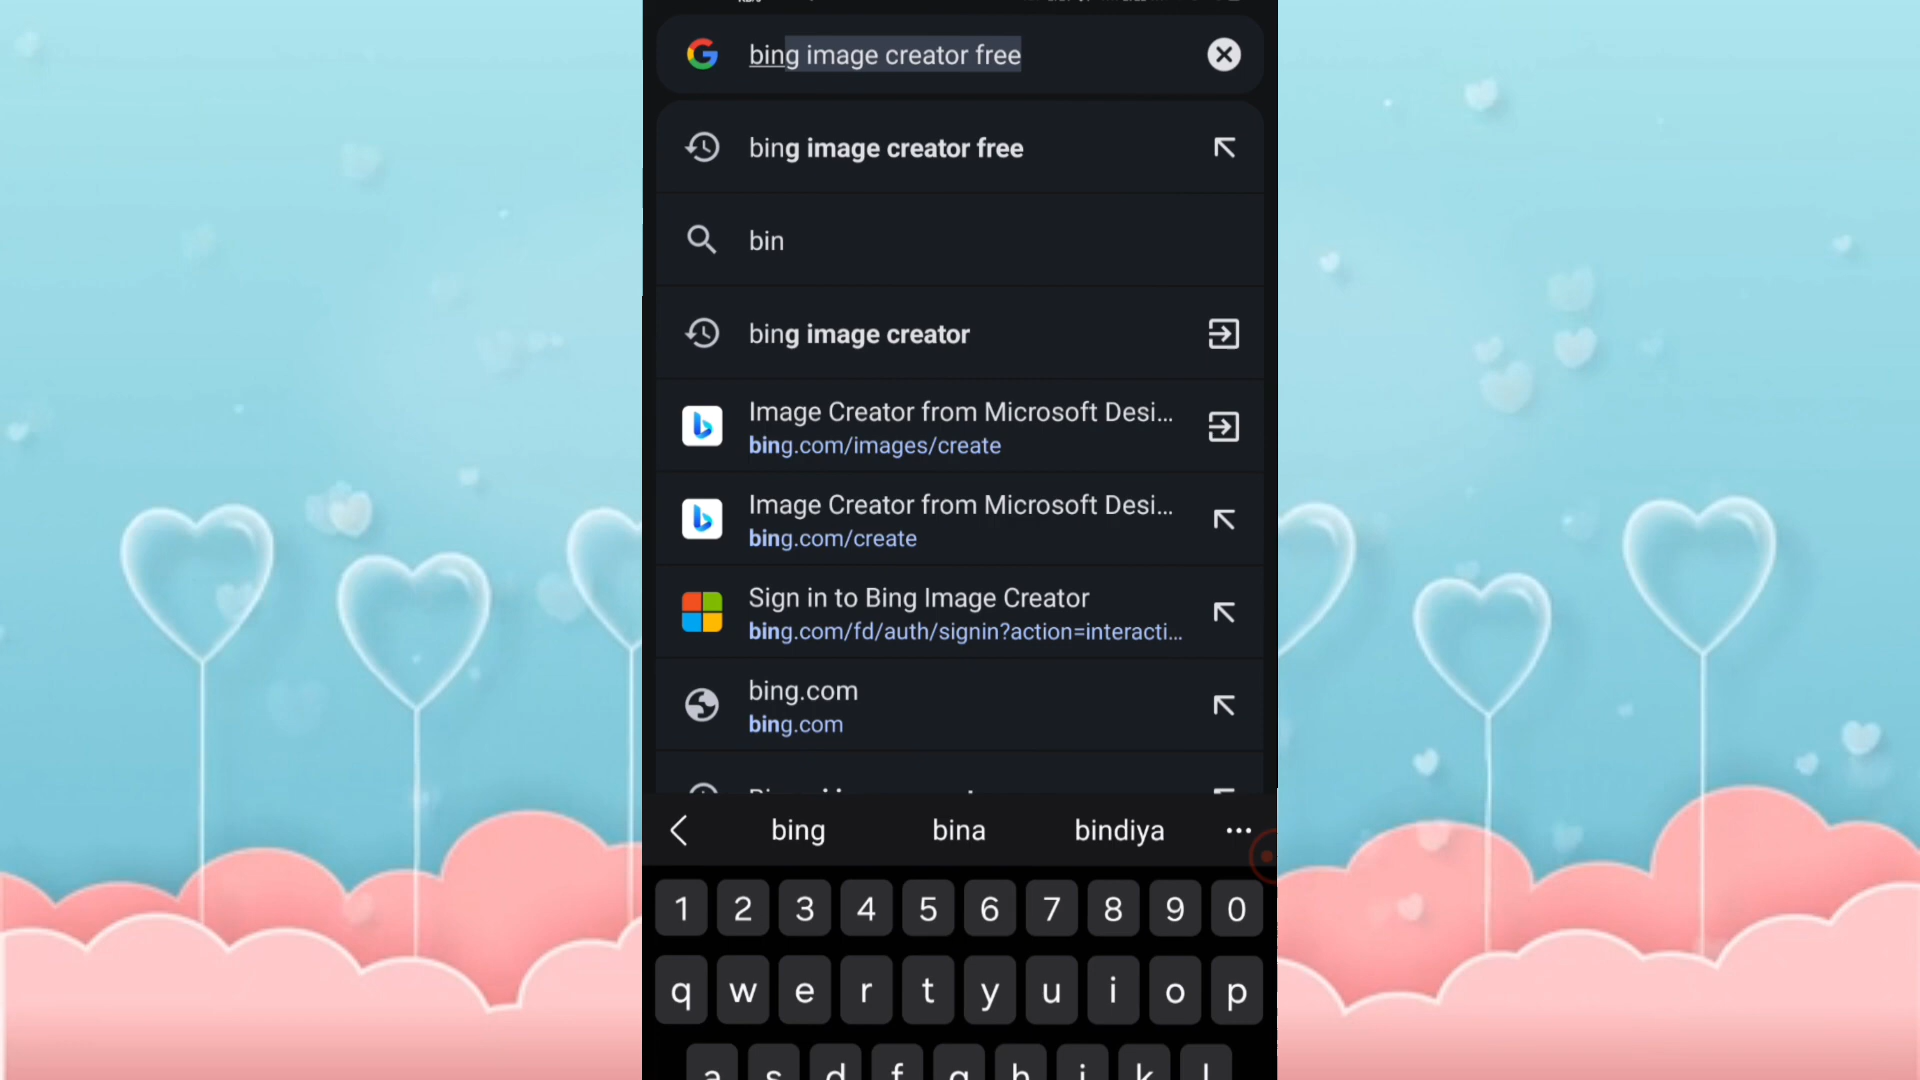 bing image creator free
bing image creator free
bin
bing image creator
Image Creator from Microsoft Desi...
bing.com/images/create
Image Creator from Microsoft Desi...
bing.com/create
Sign in to Bing Image Creator
bing.com/fd/auth/signin?action=interacti...
bing.com
bing.com
bing bina bindiya
1 2 3 4 5 6 7 8 9 0
q w e r t y u i o p
a s d f g h j k l